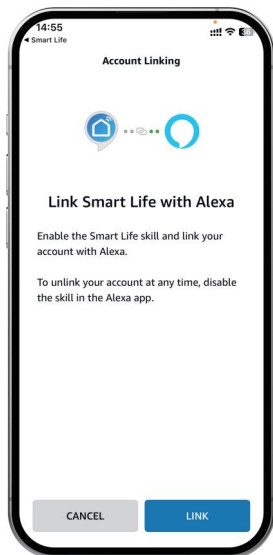 14:55
◀ Smart Life
Account Linking
Link Smart Life with Alexa
Enable the Smart Life skill and link your
account with Alexa.
To unlink your account at any time, disable
the skill in the Alexa app.
CANCEL
LINK